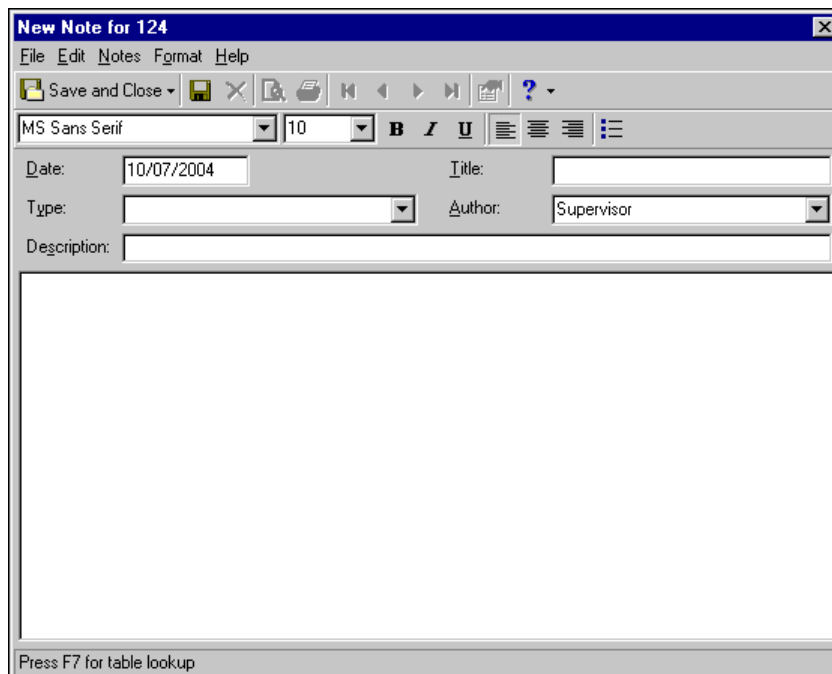 New Note for 124
File Edit Notes Format Help
Save and Close
MS Sans Serif 10 B I U
Date: 10/07/2004 Title:
Type: Author: Supervisor
Description:
Press F7 for table lookup